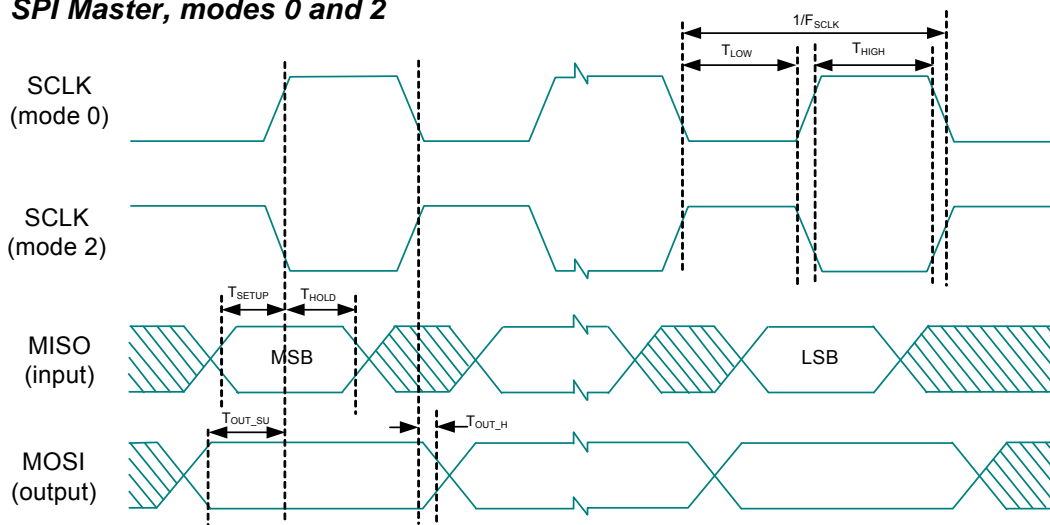 SPI Master, modes 0 and 2
1/FSCLK
TLOW
THIGH
SCLK
(mode 0)
SCLK
(mode 2)
TSETUP
THOLD
MISO
(input)
MSB
LSB
TOUT_SU
TOUT_H
MOSI
(output)